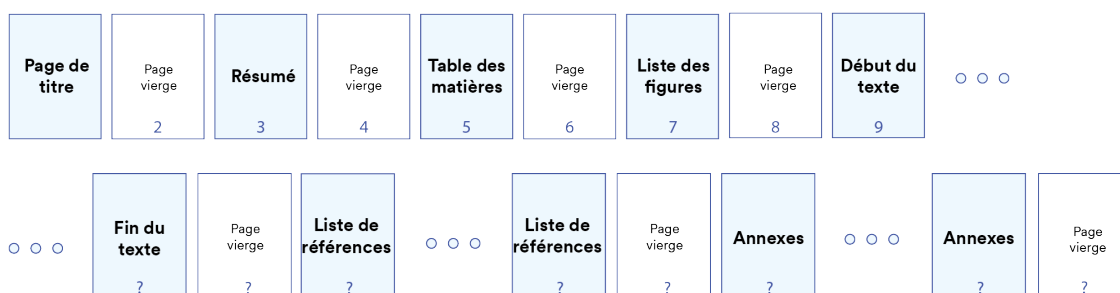 Page de
titre
Page
vierge
2
Résumé
3
Page
vierge
4
Table des
matières
5
Page
vierge
6
Liste des
figures
7
Page
vierge
8
Début du
texte
9
Fin du
texte
?
Page
vierge
?
Liste de
références
?
Liste de
références
?
Page
vierge
?
Annexes
?
Annexes
?
Page
vierge
?